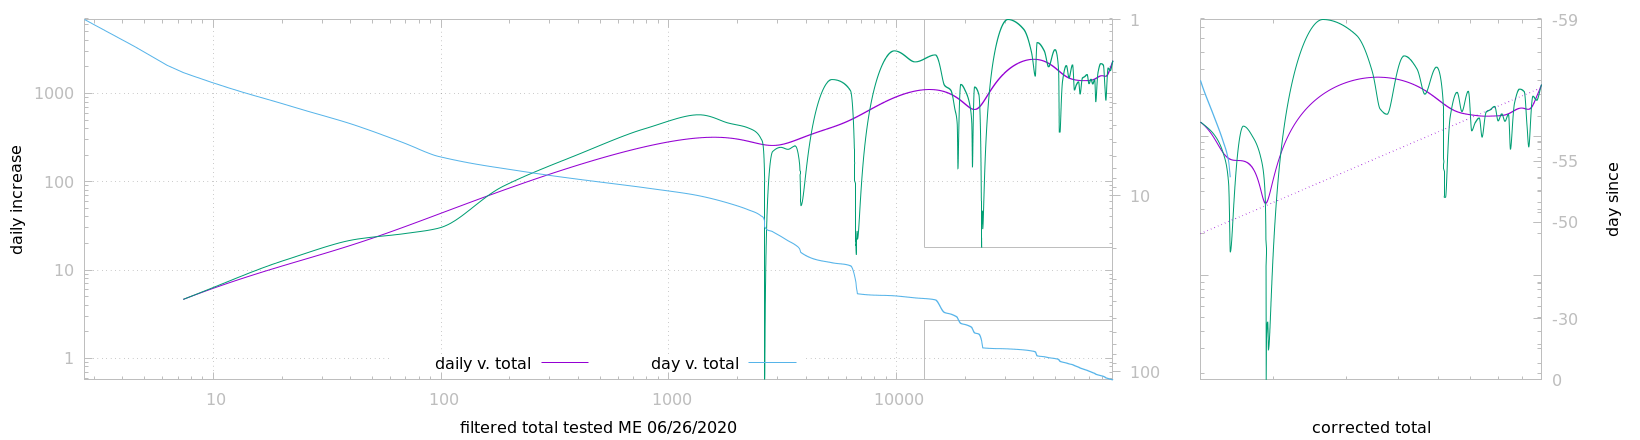 1
-59
1000
-55
100
10
-50
10
-30
1
daily v. total
day v. total
100
0
10
100
1000
10000
filtered total tested ME 06/26/2020
corrected total
daily increase
day since